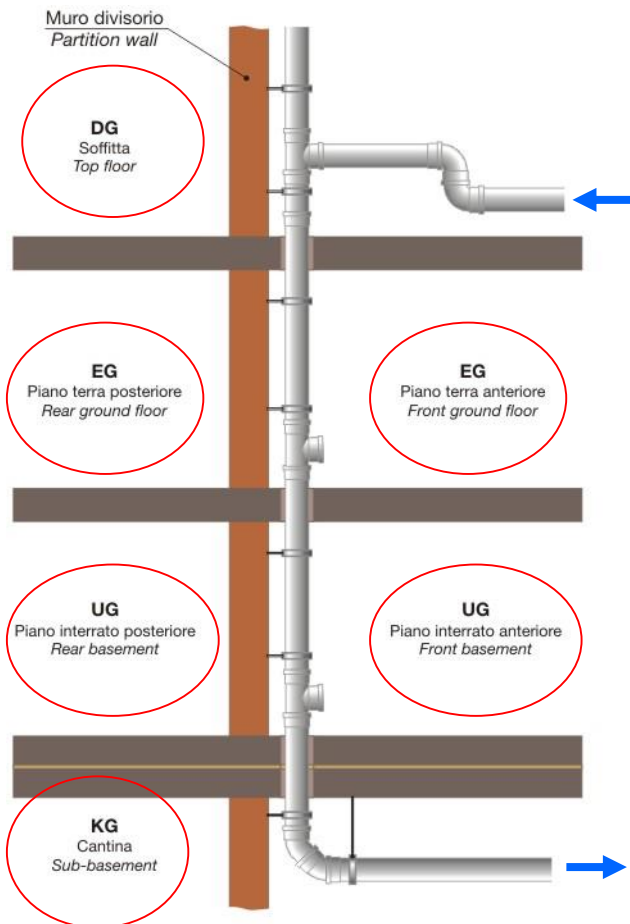 Muro divisorio
Partition wall
DG
Soffitta
Top floor
EG
Piano terra posteriore
Rear ground floor
EG
Piano terra anteriore
Front ground floor
UG
Piano interrato posteriore
Rear basement
UG
Piano interrato anteriore
Front basement
KG
Cantina
Sub-basement